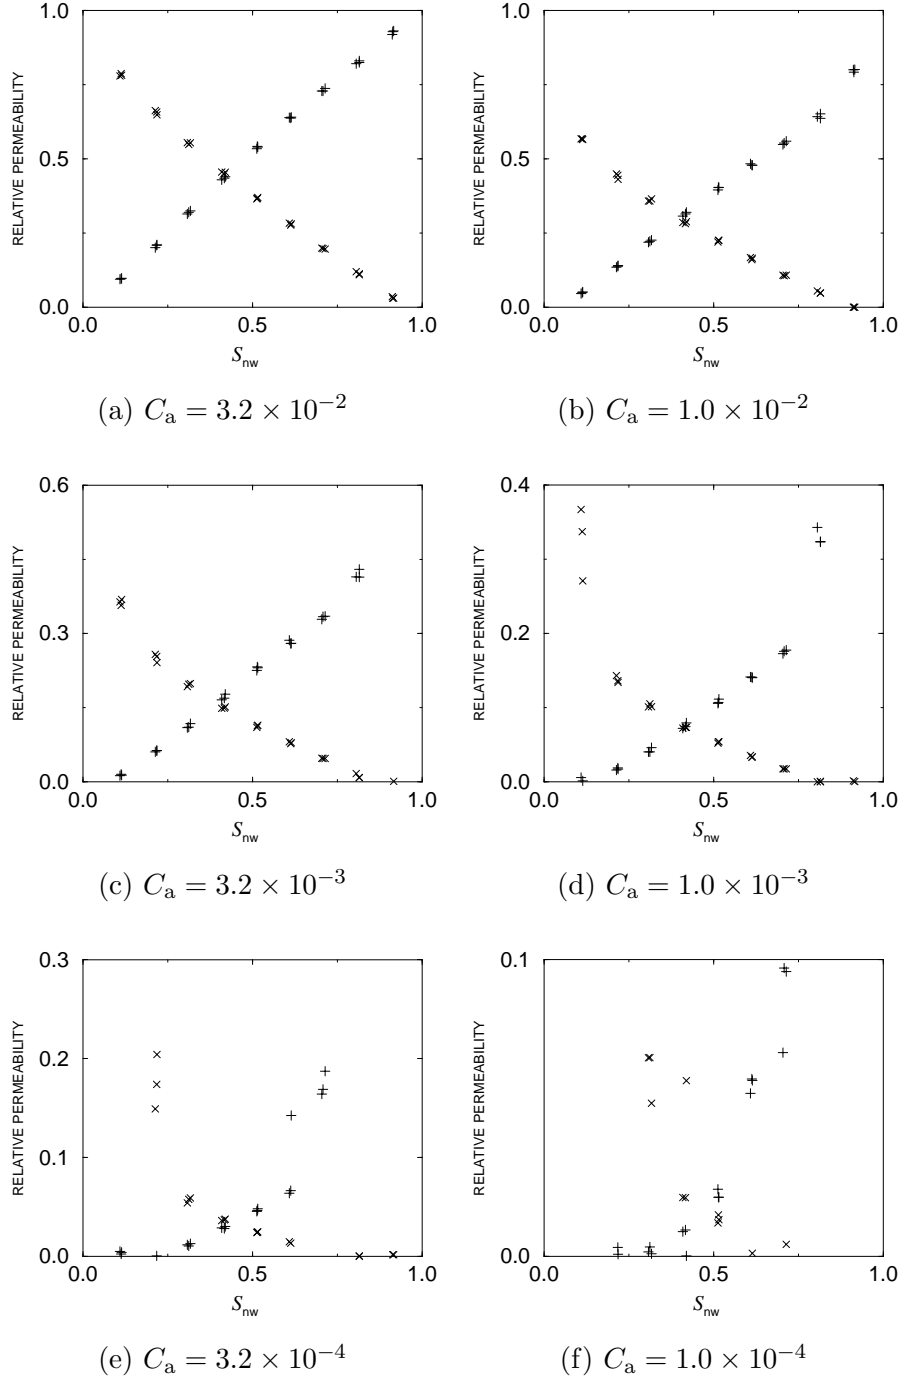 1.0
0.5
0.0
RELATIVE PERMEABILITY
0.0 0.5 1.0
S_nw
(a) C_a = 3.2 × 10^−2
1.0
0.5
0.0
RELATIVE PERMEABILITY
0.0 0.5 1.0
S_nw
(b) C_a = 1.0 × 10^−2
0.6
0.3
0.0
RELATIVE PERMEABILITY
0.0 0.5 1.0
S_nw
(c) C_a = 3.2 × 10^−3
0.4
0.2
0.0
RELATIVE PERMEABILITY
0.0 0.5 1.0
S_nw
(d) C_a = 1.0 × 10^−3
0.3
0.2
0.1
0.0
RELATIVE PERMEABILITY
0.0 0.5 1.0
S_nw
(e) C_a = 3.2 × 10^−4
0.1
0.0
RELATIVE PERMEABILITY
0.0 0.5 1.0
S_nw
(f) C_a = 1.0 × 10^−4